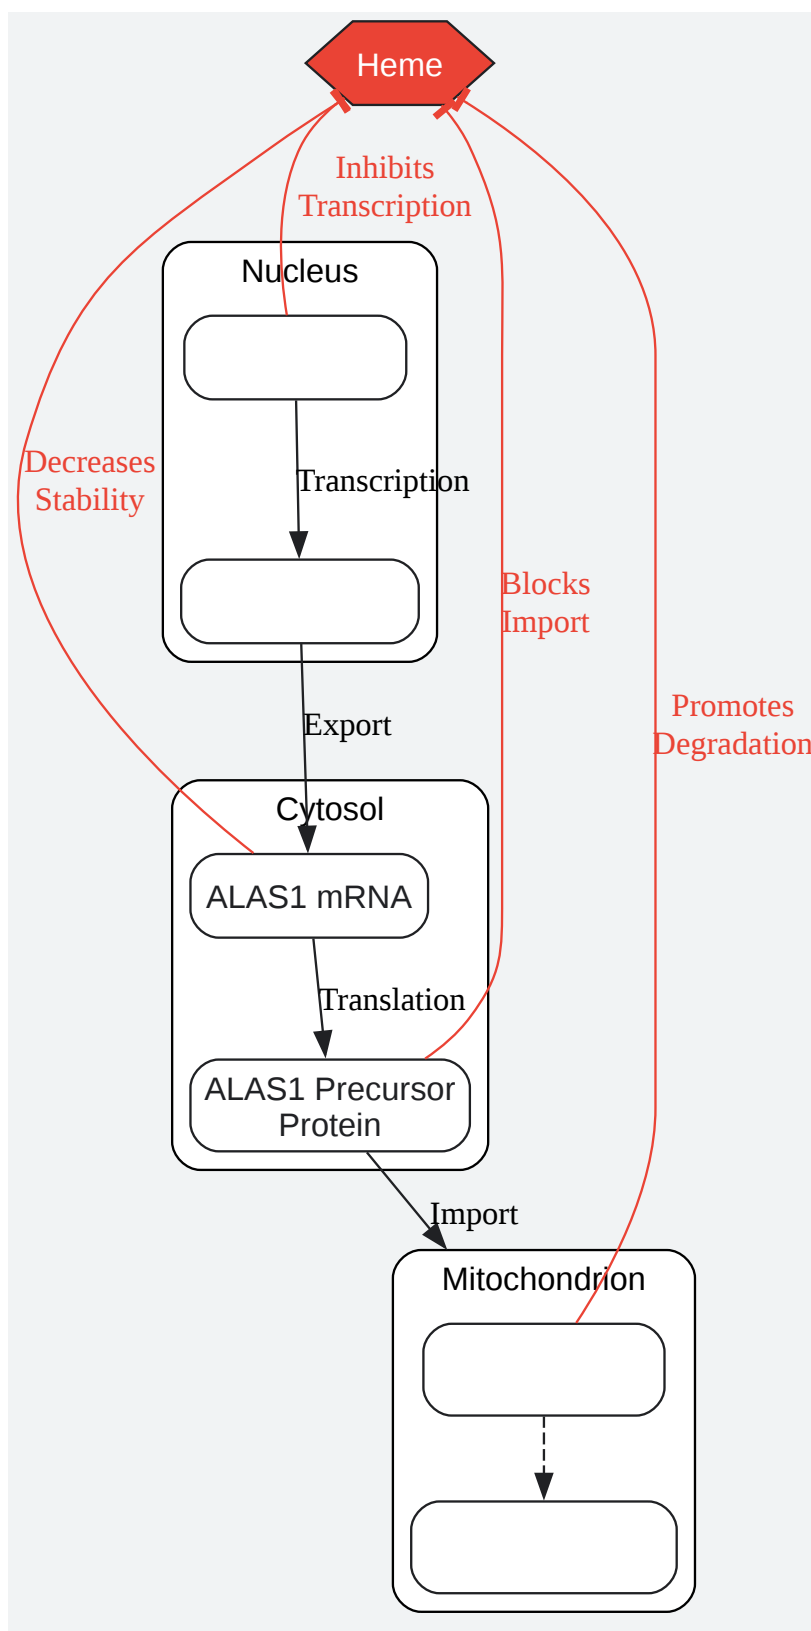 Heme
Inhibits
Transcription
Nucleus
Decreases
Stability
Transcription
Blocks
Import
Export
Promotes
Degradation
Cytosol
ALAS1 mRNA
Translation
ALAS1 Precursor
Protein
Import
Mitochondrion